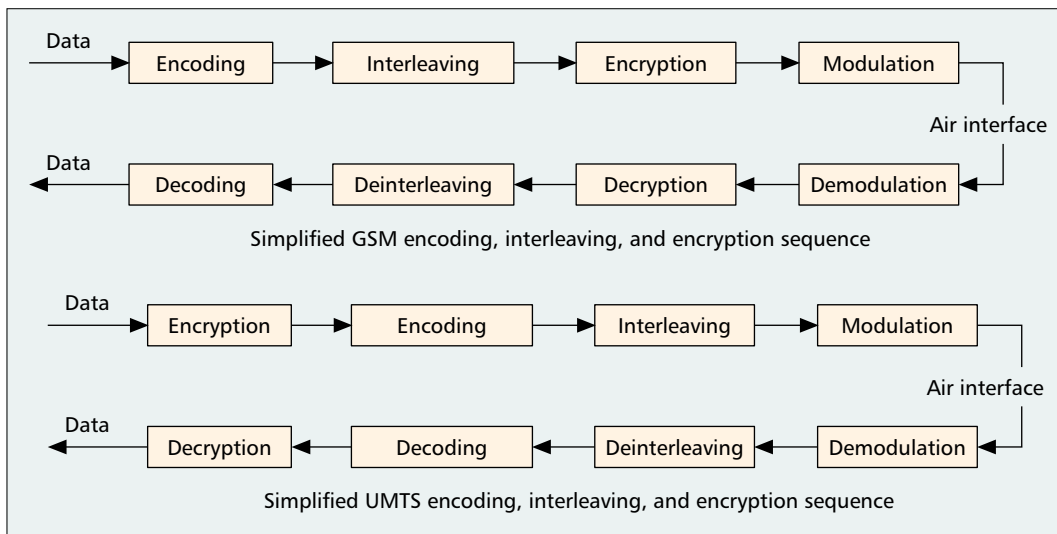 Data
Encoding
Interleaving
Encryption
Modulation
Air interface
Data
Decoding
Deinterleaving
Decryption
Demodulation
Simplified GSM encoding, interleaving, and encryption sequence
Data
Encryption
Encoding
Interleaving
Modulation
Air interface
Data
Decryption
Decoding
Deinterleaving
Demodulation
Simplified UMTS encoding, interleaving, and encryption sequence